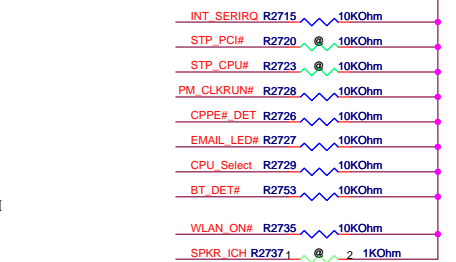 INT_SERIRQ R2715 10KOhm
STP_PCI# R2720 @ 10KOhm
STP_CPU# R2723 @ 10KOhm
PM_CLKRUN# R2728 10KOhm
CPPE#_DET R2726 10KOhm
EMAIL_LED# R2727 10KOhm
CPU_Select R2729 10KOhm
BT_DET# R2753 10KOhm
WLAN_ON# R2735 10KOhm
SPKR_ICH R2737 1 @ 2 1KOhm